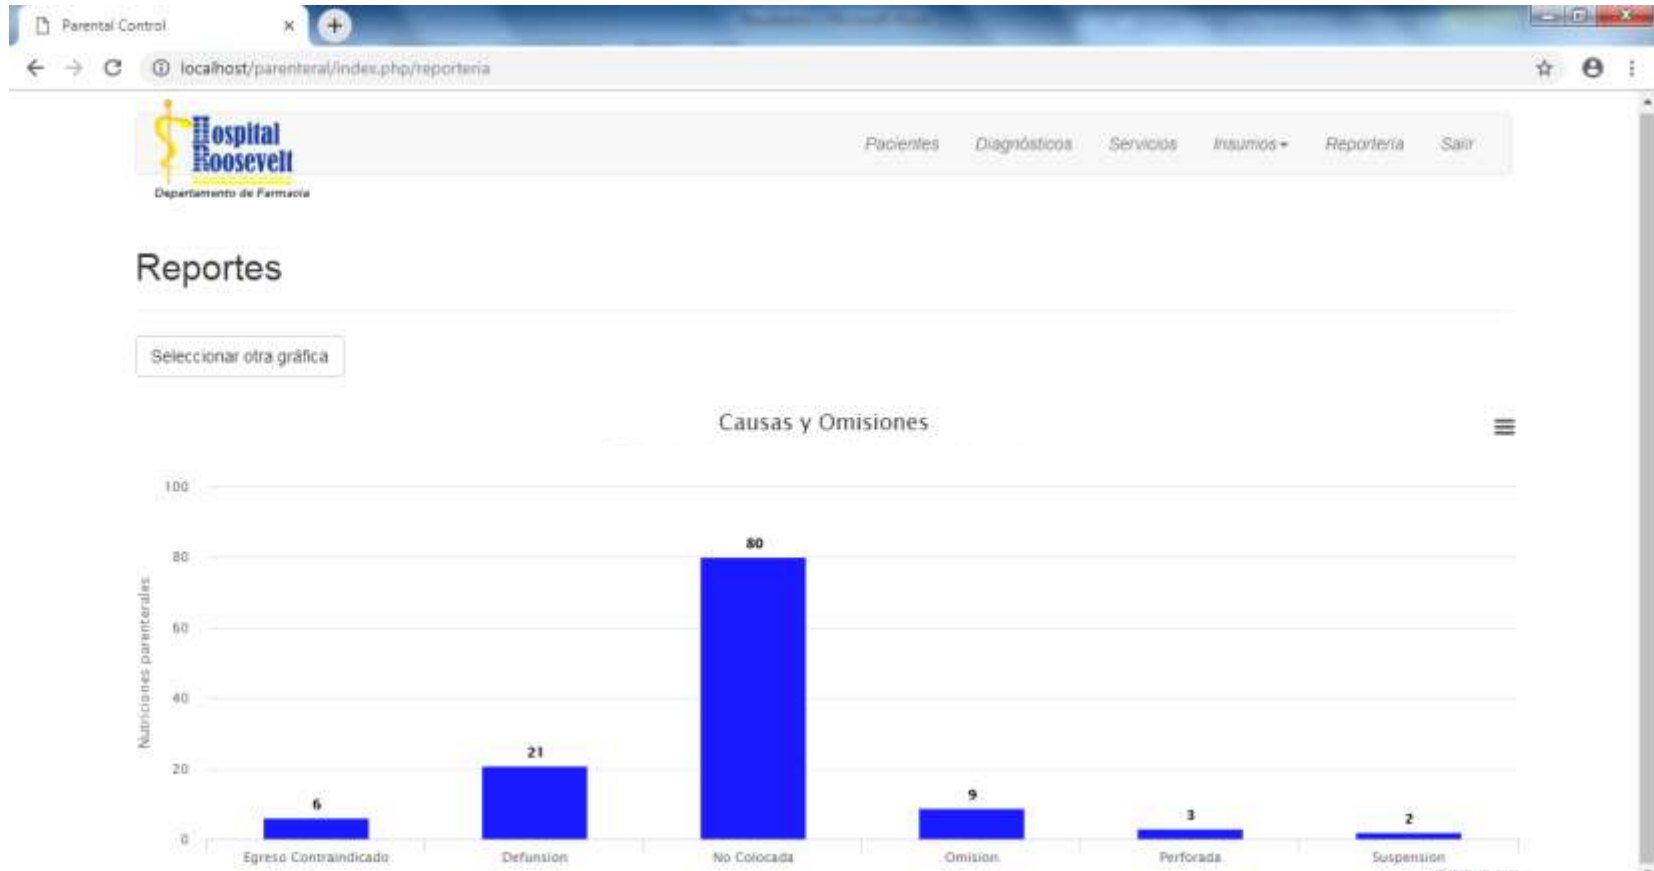 Parental Control
localhost/parenteral/index.php/reporteria
Hospital
Roosevelt
Departamento de Farmacia
Pacientes Diagnósticos Servicios Insumos Reporteria Salir
Reportes
Seleccionar otra gráfica
Causas y Omisiones
Nutriciones parenterales
100
80
60
40
20
0
6
21
80
9
3
2
Egreso Contraindicado Defunsion No Colocada Omision Perforada Suspension